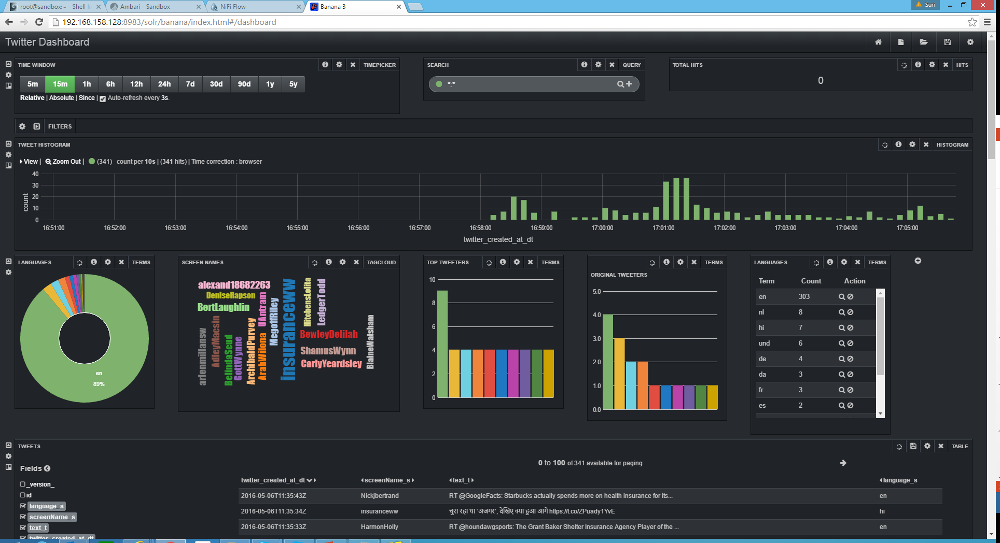 root@sandbox:~ - Shell In
Ambari - Sandbox
NiFi Flow
Banana 3
Suri
192.168.158.128:8983/solr/banana/index.html#/dashboard
Twitter Dashboard
TIME WINDOW
TIMEPICKER
5m 15m 1h 6h 12h 24h 7d 30d 90d 1y 5y
Relative | Absolute | Since | Auto-refresh every 3s.
SEARCH
QUERY
*:*
TOTAL HITS
HITS
0
FILTERS
TWEET HISTOGRAM
HISTOGRAM
View | Zoom Out | (341) count per 10s | (341 hits) | Time correction : browser
40
30
20
10
0
count
16:51:00 16:52:00 16:53:00 16:54:00 16:55:00 16:56:00 16:57:00 16:58:00 16:59:00 17:00:00 17:01:00 17:02:00 17:03:00 17:04:00 17:05:00
twitter_created_at_dt
LANGUAGES
TERMS
en
89%
SCREEN NAMES
TAGCLOUD
alexand18682263
DeniseRapson
BertLaughlin
UAntram
McgoffRiley
insuranceww
HitchensLolita
LedgerTodd
arlenmillansw
AdleyMacsin
BelindaScud
GottWynne
ArchibaldPurvey
ArahWilona
BewleyDelilah
ShamusWynn
CarlyYeardsley
BlaineWatsham
TOP TWEETERS
TERMS
10
8
6
4
2
0
TERMS
ORIGINAL TWEETERS
5.0
4.0
3.0
2.0
1.0
0.0
LANGUAGES
TERMS
Term Count Action
en 303
nl 8
hi 7
und 6
de 4
da 3
fr 3
es 2
TWEETS
TABLE
0 to 100 of 341 available for paging
Fields
_version_
id
language_s
screenName_s
text_t
twitter_created_at_dt
twitter_created_at_dt screenName_s text_t language_s
2016-05-06T11:35:43Z Nickjbertrand RT @GoogleFacts: Starbucks actually spends more on health insurance for its... en
2016-05-06T11:35:34Z insuranceww चुरा रहा था ‘अजगर’, देखिए क्या हुआ आगे https://t.co/ZPuady1YvE hi
2016-05-06T11:35:33Z HarmonHolly RT @houndawgsports: The Grant Baker Shelter Insurance Agency Player of the ... en